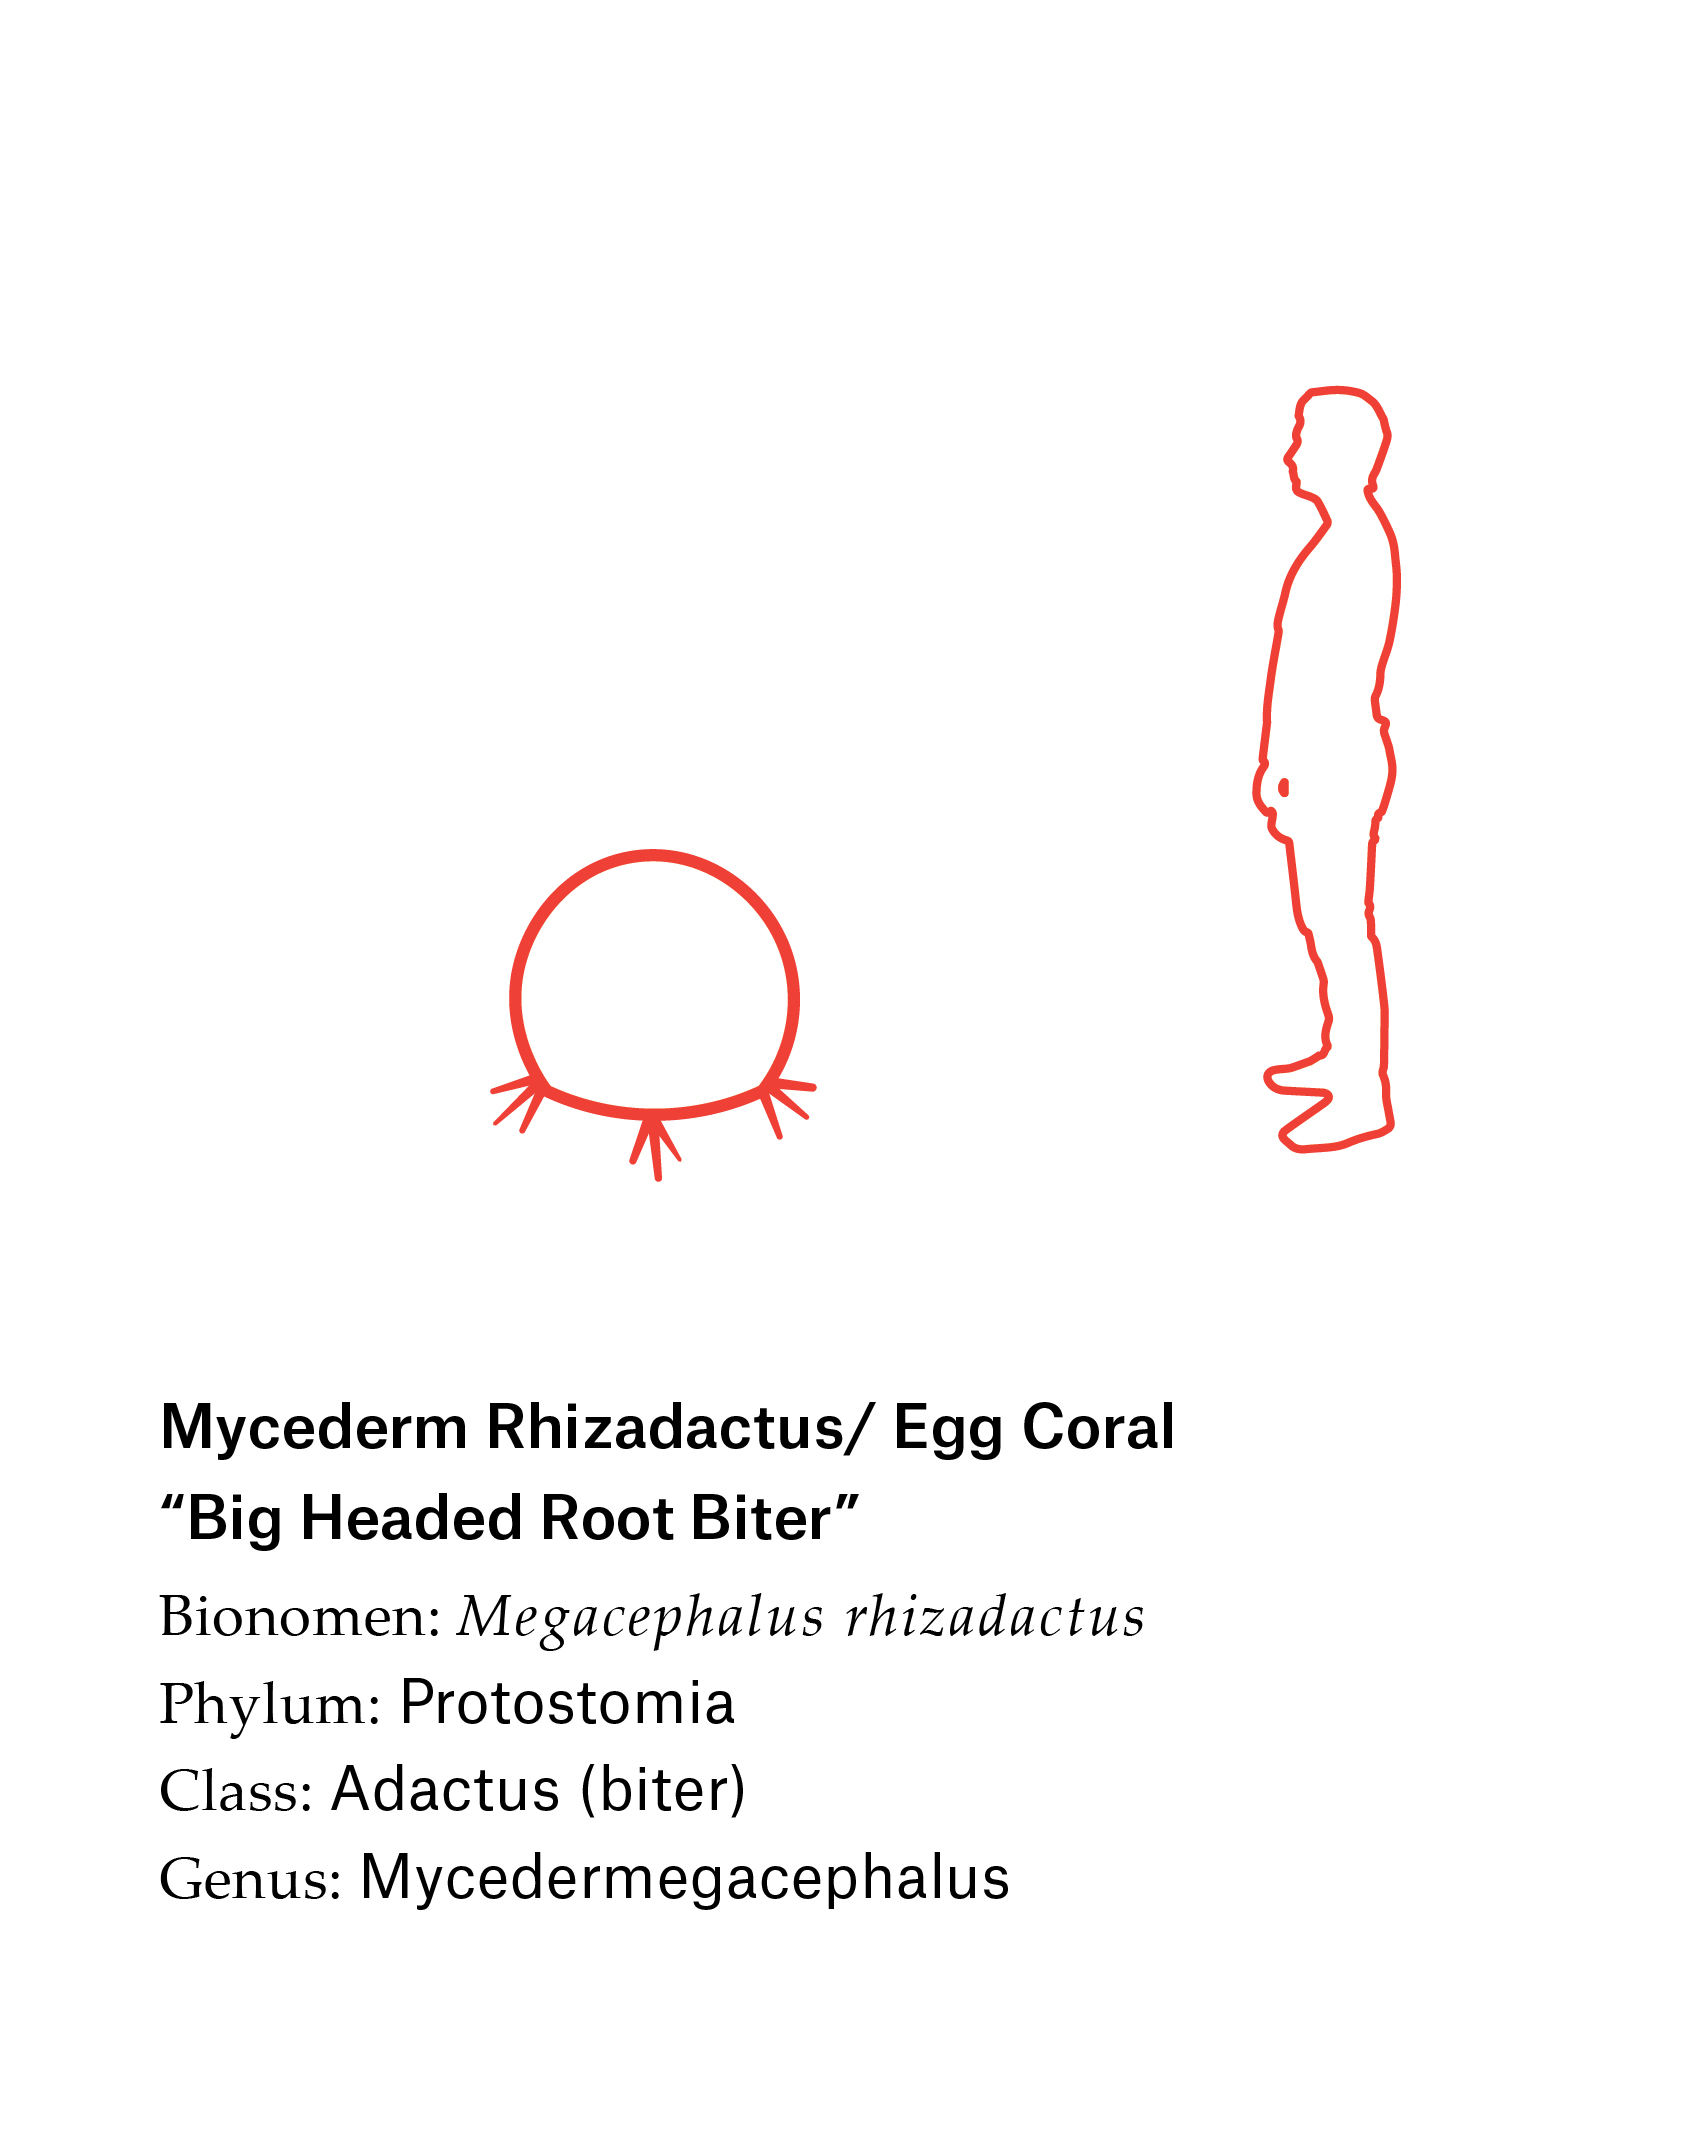 Mycederm Rhizadactus/ Egg Coral
“Big Headed Root Biter”
Bionomen: Megacephalus rhizadactus
Phylum: Protostomia
Class: Adactus (biter)
Genus: Mycedermegacephalus